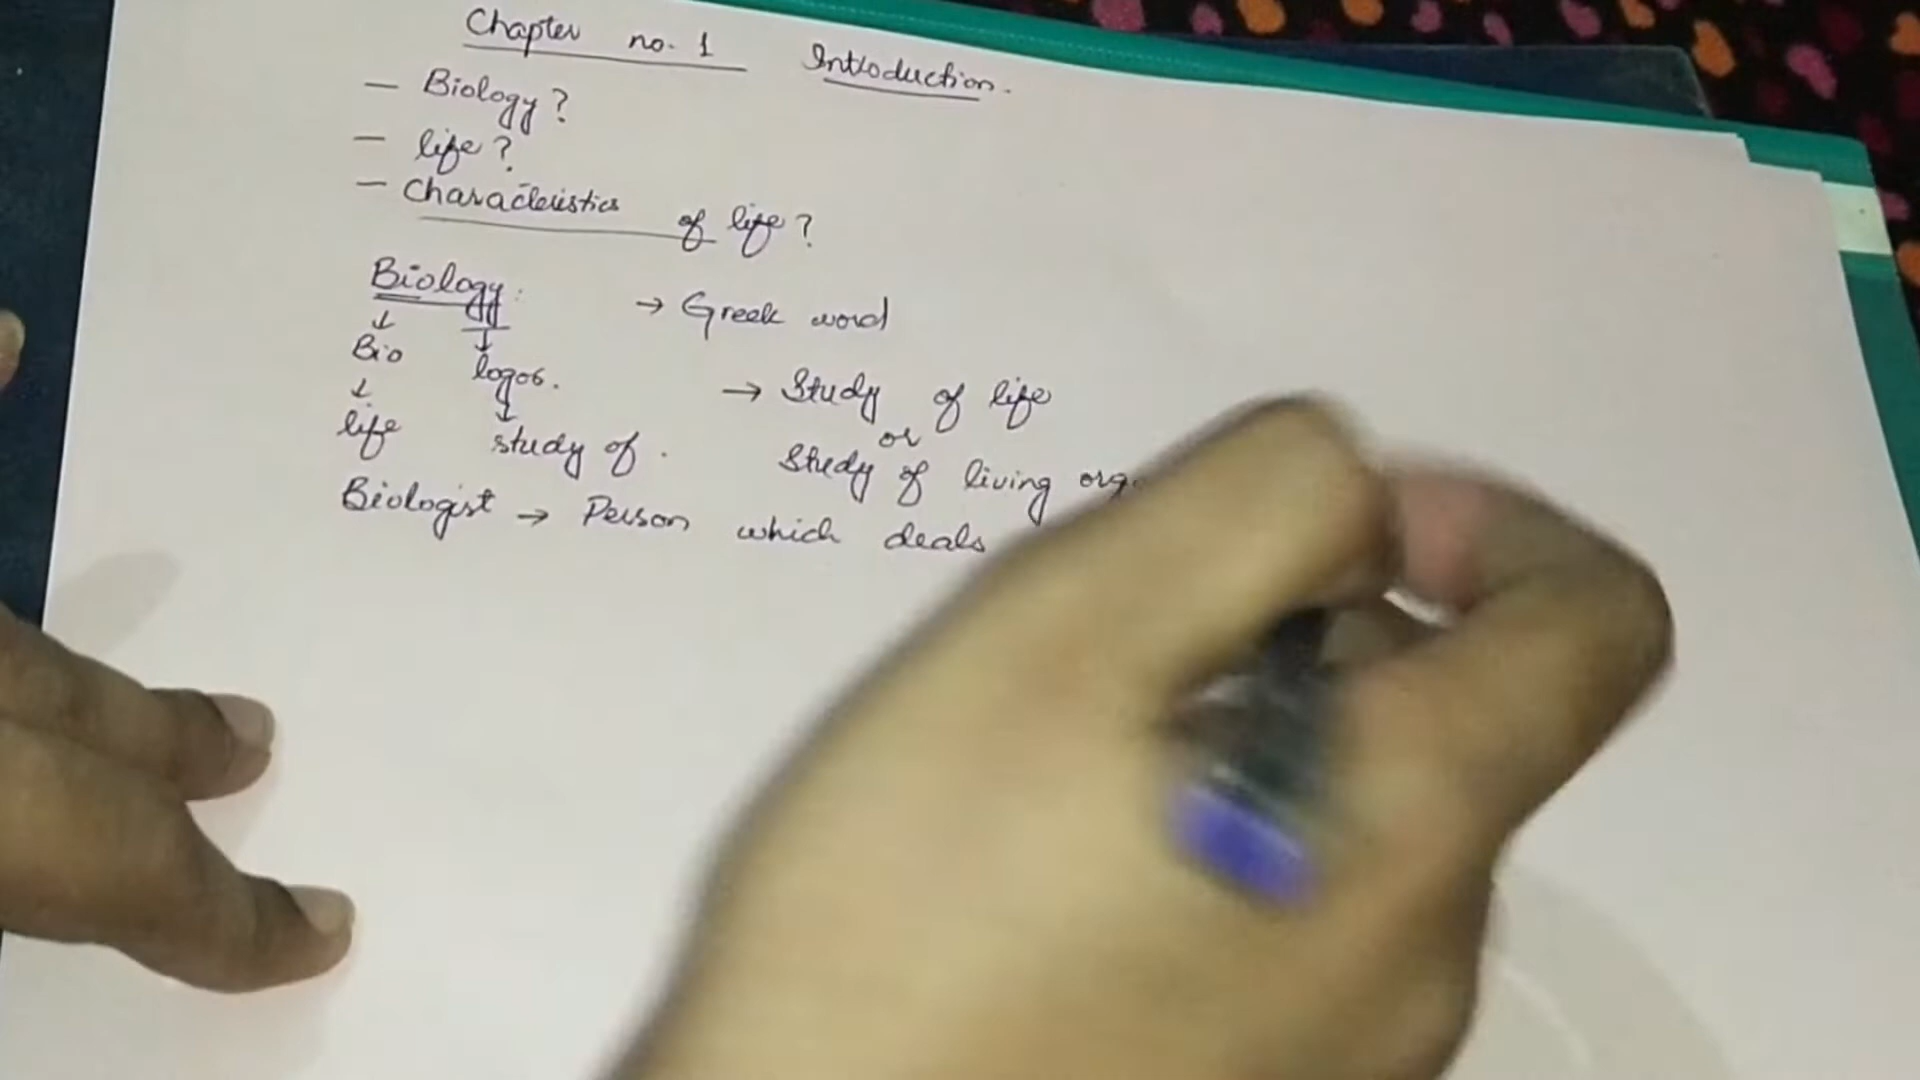 Chapter no. 1 Introduction.
— Biology?
— life?
— Characteristics of life?
Biology: → Greek word
↓ ↓
Bio logos. → Study of life
↓ ↓ or
life study of. Study of living org
Biologist → Person which deals